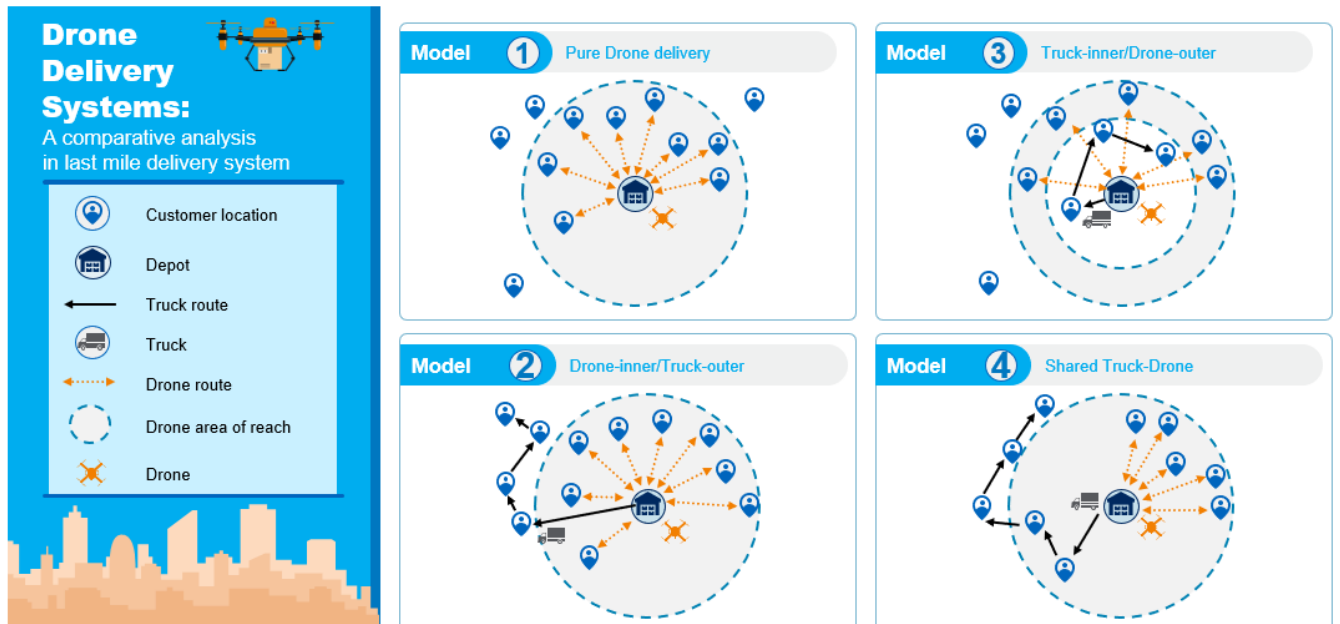 Drone
Delivery
Systems:
A comparative analysis
in last mile delivery system
Customer location
Depot
Truck route
Truck
Drone route
Drone area of reach
Drone
Model 1 Pure Drone delivery
Model 3 Truck-inner/Drone-outer
Model 2 Drone-inner/Truck-outer
Model 4 Shared Truck-Drone